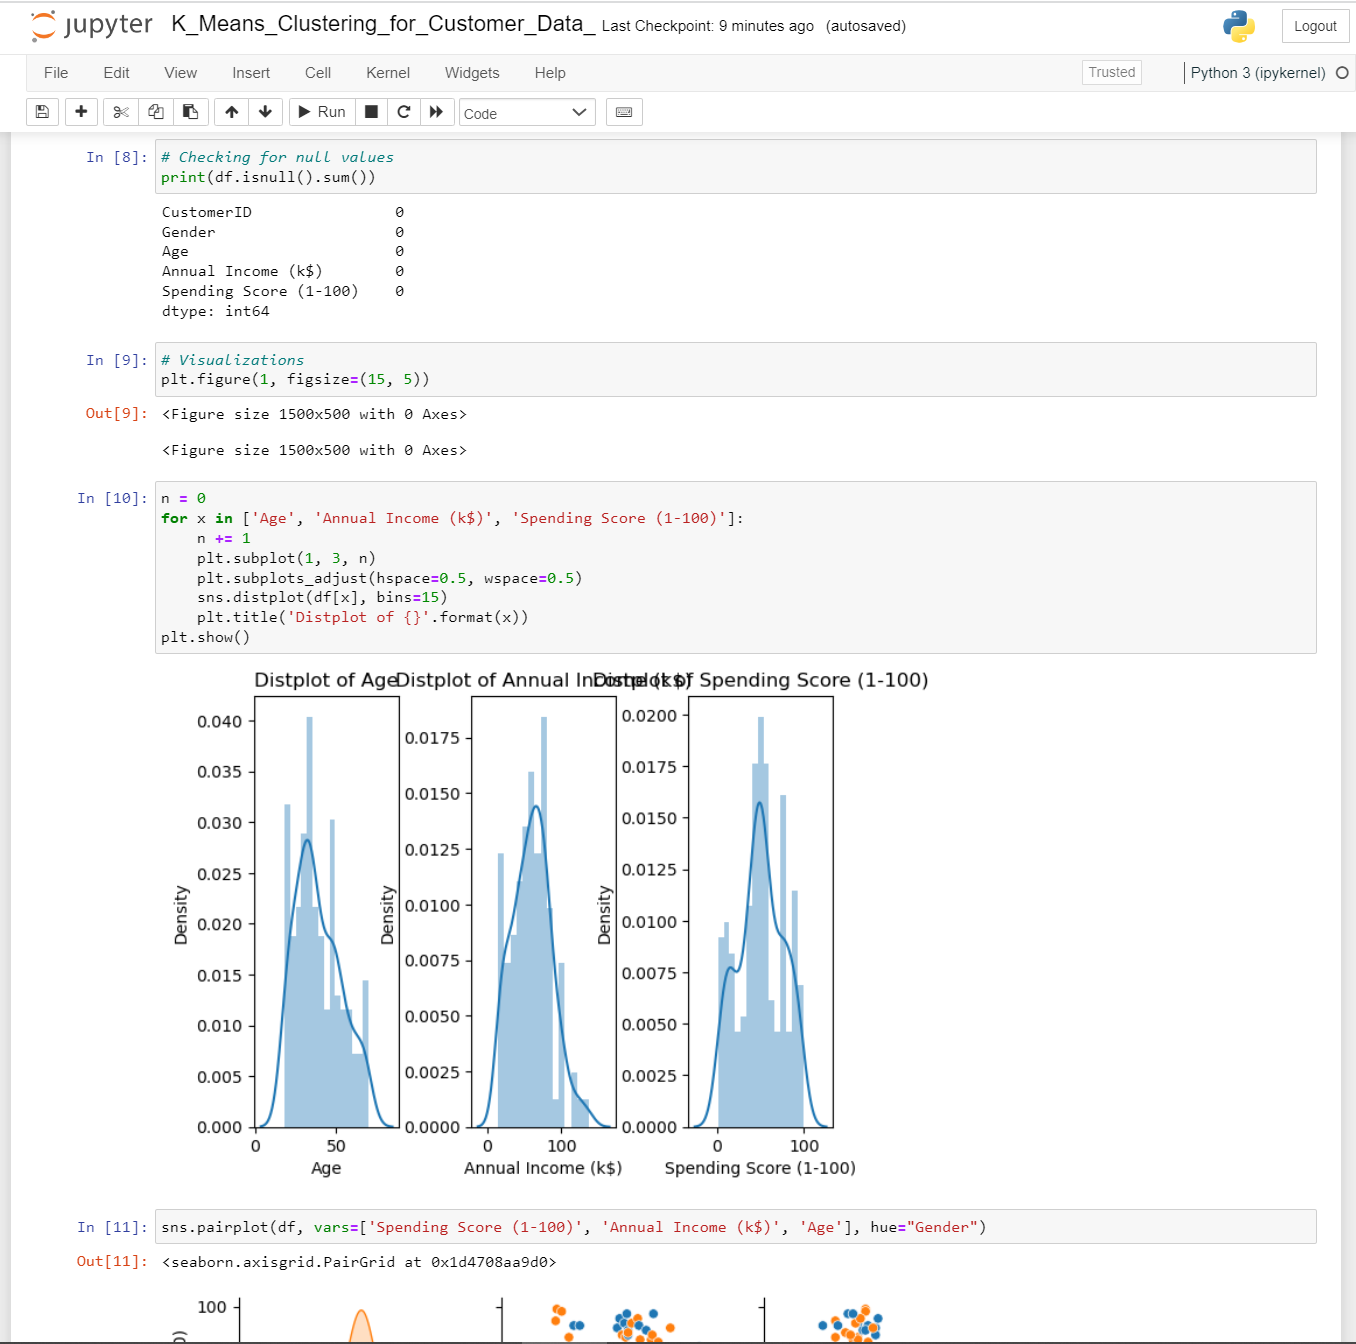 jupyter K_Means_Clustering_for_Customer_Data_ Last Checkpoint: 9 minutes ago (autosaved) Logout
File Edit View Insert Cell Kernel Widgets Help Trusted Python 3 (ipykernel)
Run Code
In [8]: # Checking for null values
print(df.isnull().sum())
CustomerID 0
Gender 0
Age 0
Annual Income (k$) 0
Spending Score (1-100) 0
dtype: int64
In [9]: # Visualizations
plt.figure(1, figsize=(15, 5))
Out[9]: <Figure size 1500x500 with 0 Axes>
<Figure size 1500x500 with 0 Axes>
In [10]: n = 0
for x in ['Age', 'Annual Income (k$)', 'Spending Score (1-100)']:
    n += 1
    plt.subplot(1, 3, n)
    plt.subplots_adjust(hspace=0.5, wspace=0.5)
    sns.distplot(df[x], bins=15)
    plt.title('Distplot of {}'.format(x))
plt.show()
Distplot of Age
0.040
0.035
0.030
0.025
0.020
0.015
0.010
0.005
0.000
Density
0 50
Age
Distplot of Annual Income (k$)
0.0175
0.0150
0.0125
0.0100
0.0075
0.0050
0.0025
0.0000
Density
0 100
Annual Income (k$)
Distplot of Spending Score (1-100)
0.0200
0.0175
0.0150
0.0125
0.0100
0.0075
0.0050
0.0025
0.0000
Density
0 100
Spending Score (1-100)
In [11]: sns.pairplot(df, vars=['Spending Score (1-100)', 'Annual Income (k$)', 'Age'], hue="Gender")
Out[11]: <seaborn.axisgrid.PairGrid at 0x1d4708aa9d0>
100